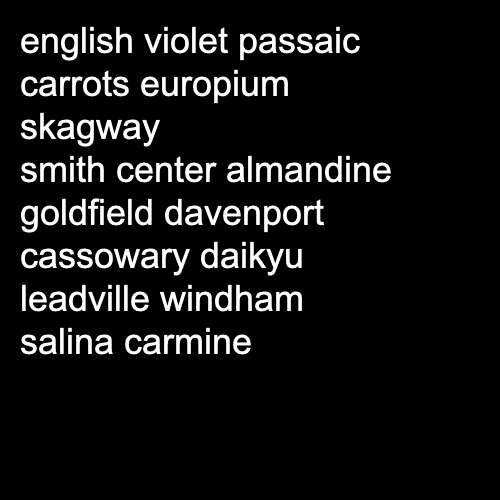 english violet passaic
carrots europium
skagway
smith center almandine
goldfield davenport
cassowary daikyu
leadville windham
salina carmine